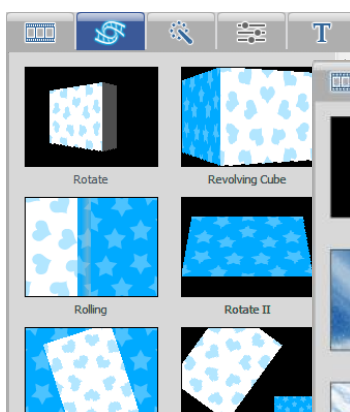 T
Rotate
Revolving Cube
Rolling
Rotate II